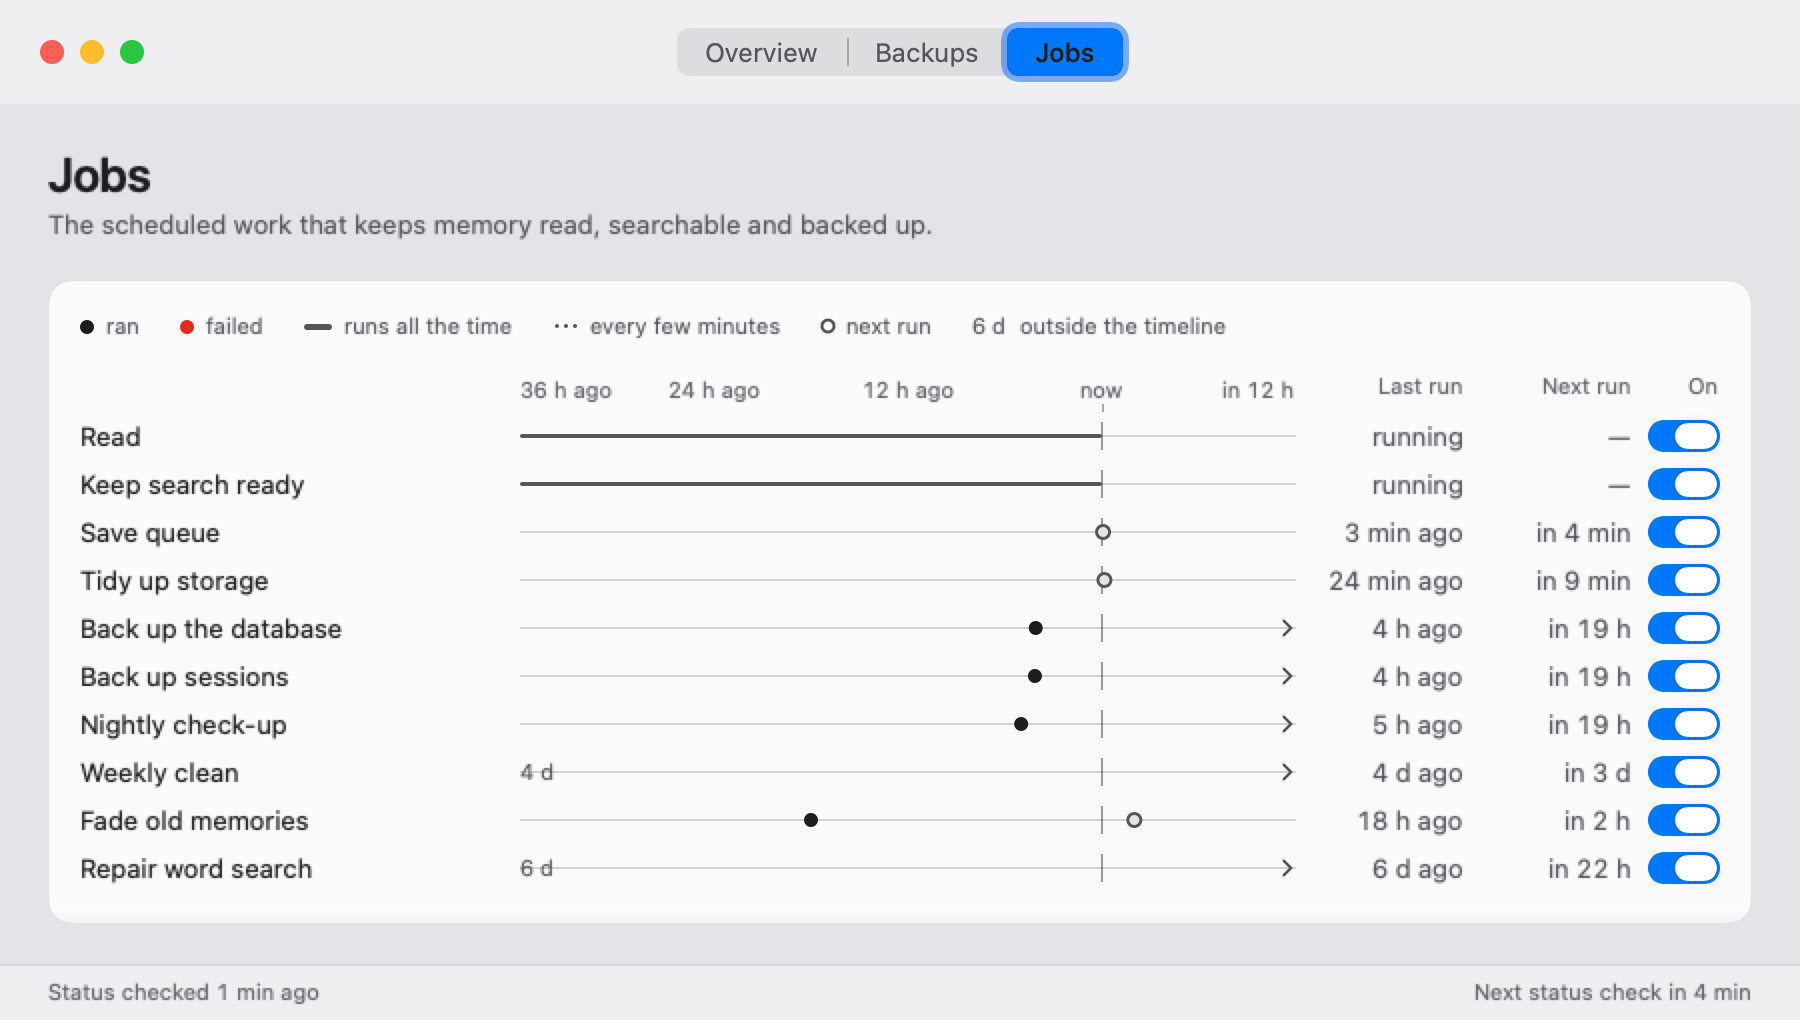 Overview Backups Jobs
Jobs
The scheduled work that keeps memory read, searchable and backed up.
ran failed runs all the time every few minutes next run 6 d outside the timeline
36 h ago 24 h ago 12 h ago now in 12 h Last run Next run On
Read running —
Keep search ready running —
Save queue 3 min ago in 4 min
Tidy up storage 24 min ago in 9 min
Back up the database 4 h ago in 19 h
Back up sessions 4 h ago in 19 h
Nightly check-up 5 h ago in 19 h
Weekly clean 4 d 4 d ago in 3 d
Fade old memories 18 h ago in 2 h
Repair word search 6 d 6 d ago in 22 h
Status checked 1 min ago Next status check in 4 min